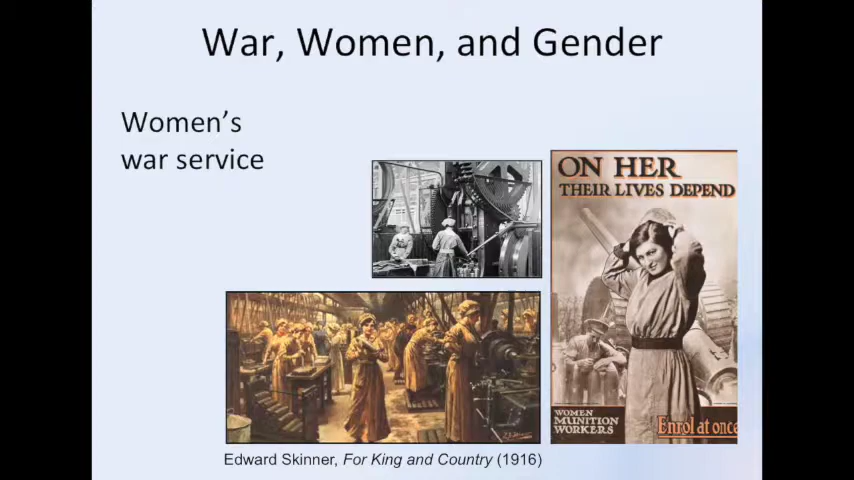 War, Women, and Gender
Women’s
war service
ON HER
THEIR LIVES DEPEND
WOMEN
MUNITION
WORKERS
Enrol at once
Edward Skinner, For King and Country (1916)